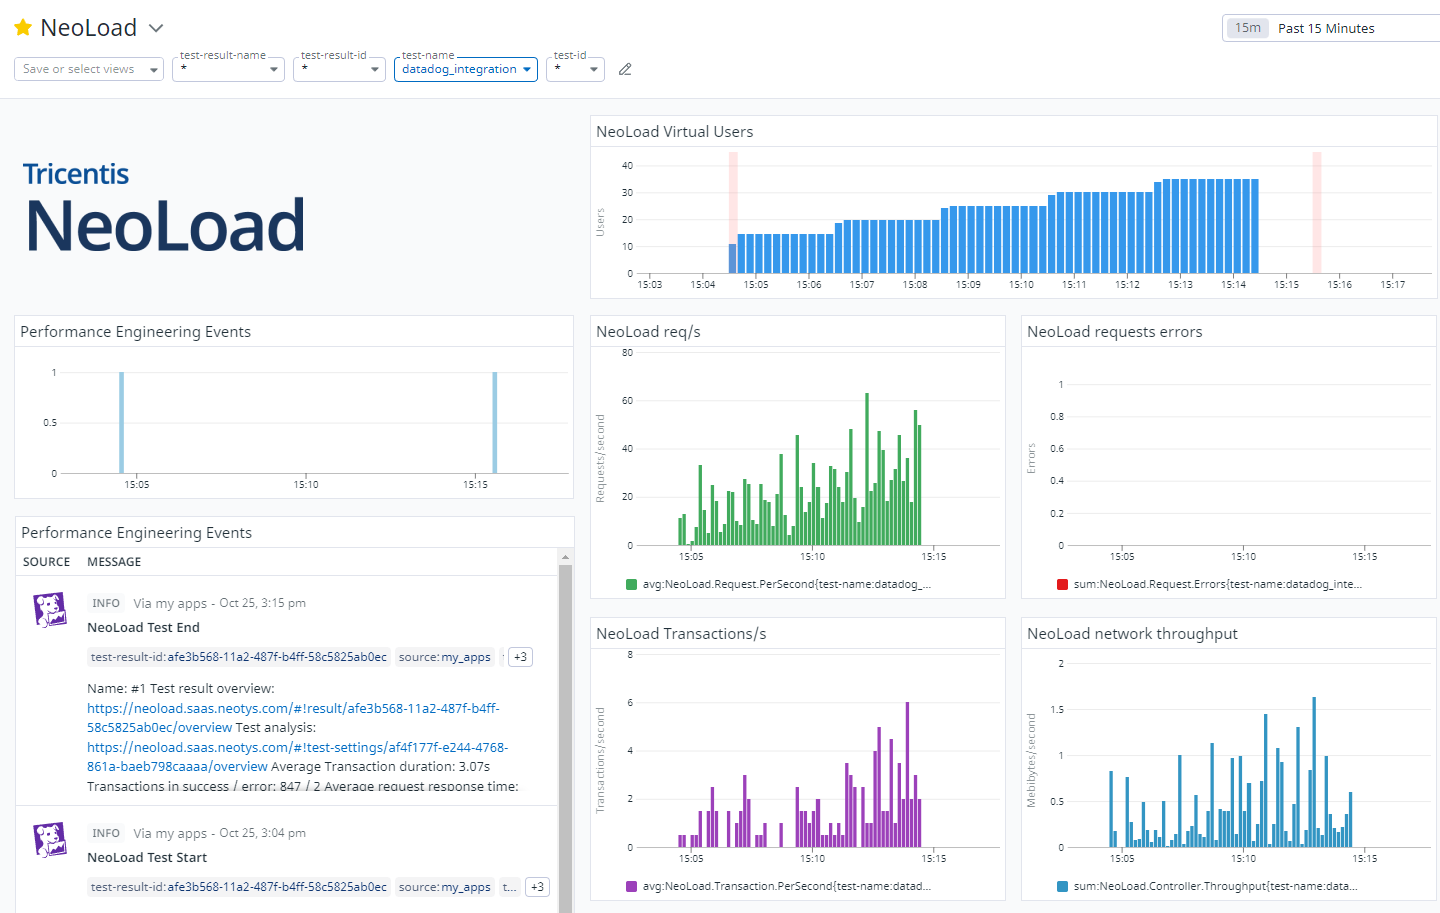 NeoLoad
15m Past 15 Minutes
Save or select views
test-result-name
*
test-result-id
*
test-name
datadog_integration
test-id
*
Tricentis
NeoLoad
NeoLoad Virtual Users
Users
40
30
20
10
0
15:03 15:04 15:05 15:06 15:07 15:08 15:09 15:10 15:11 15:12 15:13 15:14 15:15 15:16 15:17
Performance Engineering Events
1
0.5
0
15:05 15:10 15:15
NeoLoad req/s
Requests/second
80
60
40
20
0
15:05 15:10 15:15
avg:NeoLoad.Request.PerSecond{test-name:datadog_...
NeoLoad requests errors
Errors
1
0.8
0.6
0.4
0.2
0
15:05 15:10 15:15
sum:NeoLoad.Request.Errors{test-name:datadog_inte...
Performance Engineering Events
SOURCE MESSAGE
INFO Via my apps - Oct 25, 3:15 pm
NeoLoad Test End
test-result-id:afe3b568-11a2-487f-b4ff-58c5825ab0ec source:my_apps +3
Name: #1 Test result overview:
https://neoload.saas.neotys.com/#!result/afe3b568-11a2-487f-b4ff-
58c5825ab0ec/overview Test analysis:
https://neoload.saas.neotys.com/#!test-settings/af4f177f-e244-4768-
861a-baeb798caaaa/overview Average Transaction duration: 3.07s
Transactions in success / error: 847 / 2 Average request response time:
INFO Via my apps - Oct 25, 3:04 pm
NeoLoad Test Start
test-result-id:afe3b568-11a2-487f-b4ff-58c5825ab0ec source:my_apps t... +3
NeoLoad Transactions/s
Transactions/second
8
6
4
2
0
15:05 15:10 15:15
avg:NeoLoad.Transaction.PerSecond{test-name:datad...
NeoLoad network throughput
Mebibytes/second
2
1.5
1
0.5
0
15:05 15:10 15:15
sum:NeoLoad.Controller.Throughput{test-name:data...